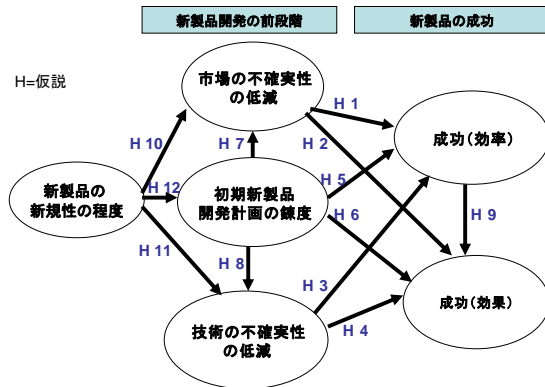 新製品開発の前段階
新製品の成功
H=仮説
市場の不確実性
の低減
H 1
H 10
H 2
成功(効率)
H 7
H 5
新製品の
新規性の程度
H 12
初期新製品
開発計画の錬度
H 6
H 9
H 11
H 8
H 3
成功(効果)
技術の不確実性
の低減
H 4